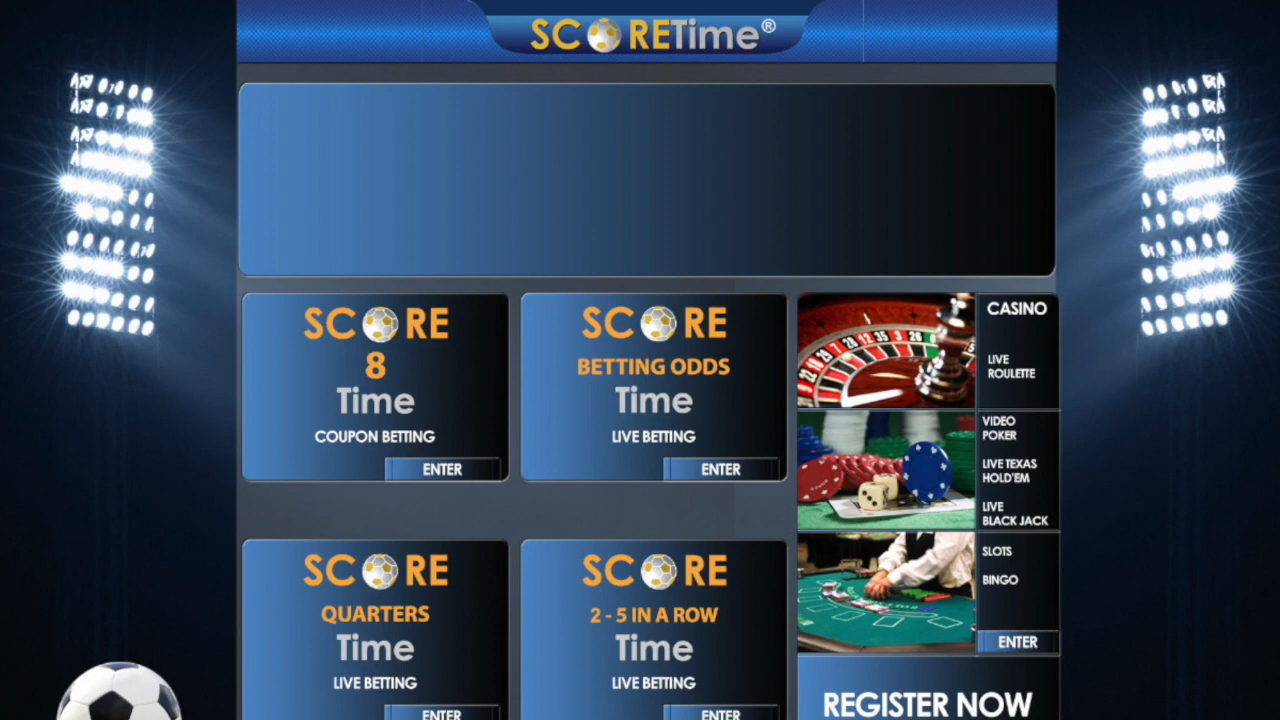 SCORETime®
SCORE
8
Time
COUPON BETTING
ENTER
SCORE
BETTING ODDS
Time
LIVE BETTING
ENTER
CASINO
LIVE
ROULETTE
VIDEO
POKER
LIVE TEXAS
HOLD'EM
LIVE
BLACK JACK
SLOTS
BINGO
ENTER
SCORE
QUARTERS
Time
LIVE BETTING
ENTER
SCORE
2 - 5 IN A ROW
Time
LIVE BETTING
ENTER
REGISTER NOW